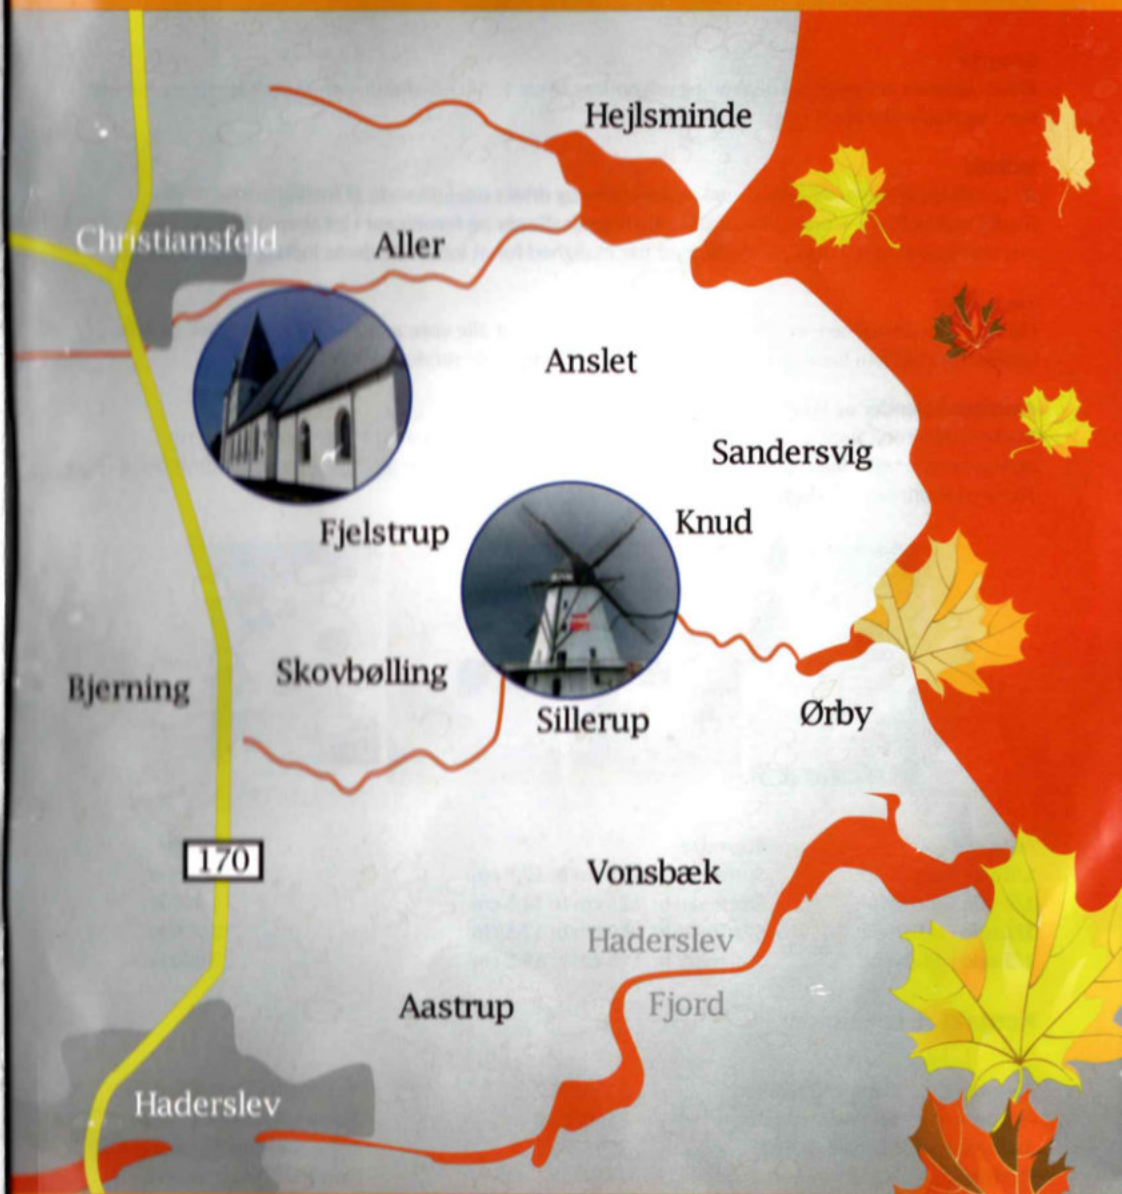 Hejlsminde
Christiansfeld
Aller
Anslet
Sandersvig
Knud
Fjelstrup
Skovbølling
Bjerning
Sillerup
Ørby
170
Vonsbæk
Haderslev
Fjord
Aastrup
Haderslev